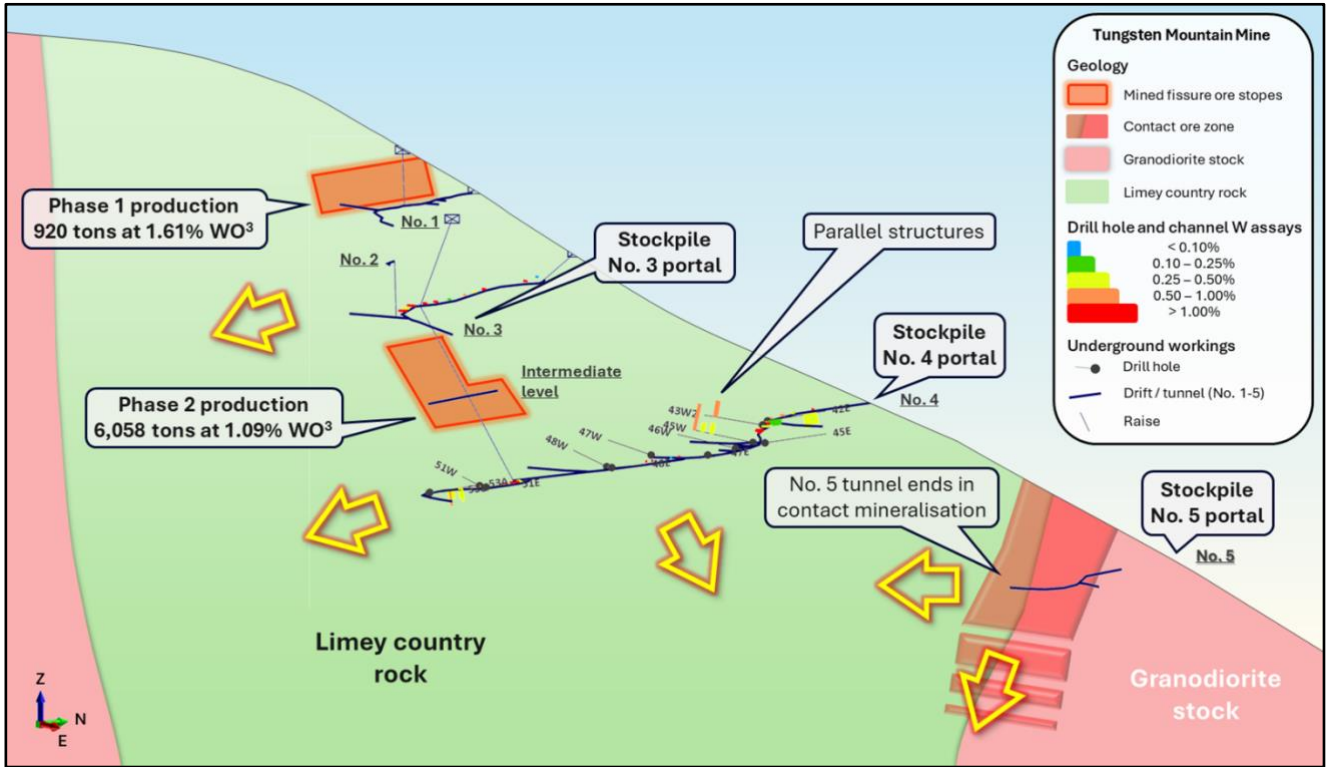 Tungsten Mountain Mine
Geology
Mined fissure ore stopes
Contact ore zone
Granodiorite stock
Limey country rock
Drill hole and channel W assays
< 0.10%
0.10 – 0.25%
0.25 – 0.50%
0.50 – 1.00%
> 1.00%
Underground workings
Drill hole
Drift / tunnel (No. 1-5)
Raise
Phase 1 production
920 tons at 1.61% WO³
No. 1
No. 2
Stockpile
No. 3 portal
Parallel structures
No. 3
Stockpile
No. 4 portal
No. 4
Intermediate
level
Phase 2 production
6,058 tons at 1.09% WO³
43W2
42E
45W
46W
45E
47W
47E
48W
46E
51W
53A
51E
No. 5 tunnel ends in
contact mineralisation
Stockpile
No. 5 portal
No. 5
Limey country
rock
Granodiorite
stock
Z
N
E